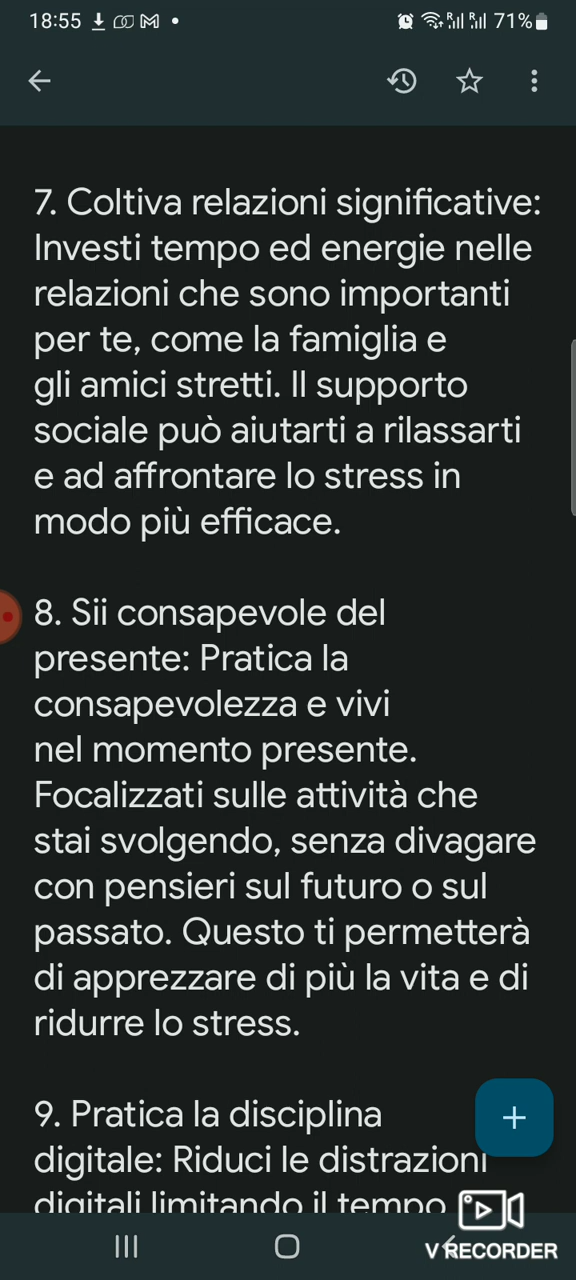 18:55
71%
7. Coltiva relazioni significative:
Investi tempo ed energie nelle
relazioni che sono importanti
per te, come la famiglia e
gli amici stretti. Il supporto
sociale può aiutarti a rilassarti
e ad affrontare lo stress in
modo più efficace.
8. Sii consapevole del
presente: Pratica la
consapevolezza e vivi
nel momento presente.
Focalizzati sulle attività che
stai svolgendo, senza divagare
con pensieri sul futuro o sul
passato. Questo ti permetterà
di apprezzare di più la vita e di
ridurre lo stress.
9. Pratica la disciplina
digitale: Riduci le distrazioni
digitali limitando il tempo
V RECORDER